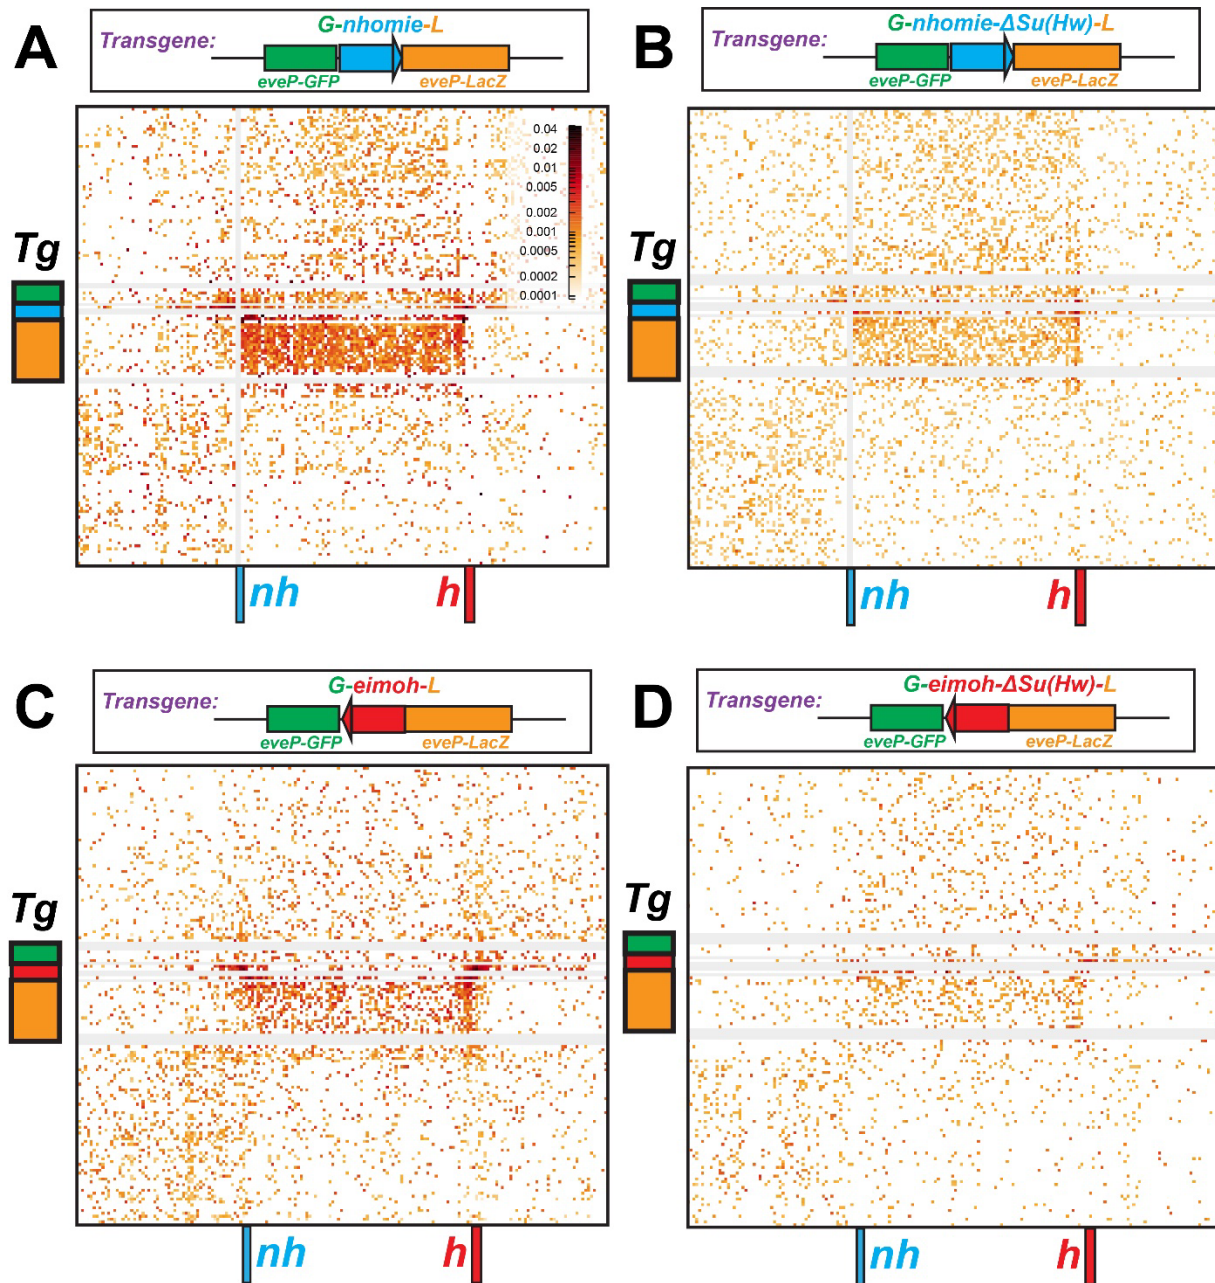 A
G-nhomie-L
Transgene:
eveP-GFP
eveP-LacZ
0.04
0.02
0.01
0.005
0.002
0.001
0.0005
0.0002
0.0001
Tg
nh
h
B
G-nhomie-ΔSu(Hw)-L
Transgene:
eveP-GFP
eveP-LacZ
Tg
nh
h
C
G-eimoh-L
Transgene:
eveP-GFP
eveP-LacZ
Tg
nh
h
D
G-eimoh-ΔSu(Hw)-L
Transgene:
eveP-GFP
eveP-LacZ
Tg
nh
h